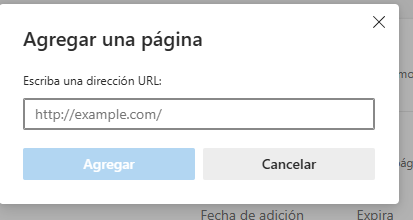 Agregar una página
Escriba una dirección URL:
http://example.com/
Agregar
Cancelar
Fecha de adición
Expira